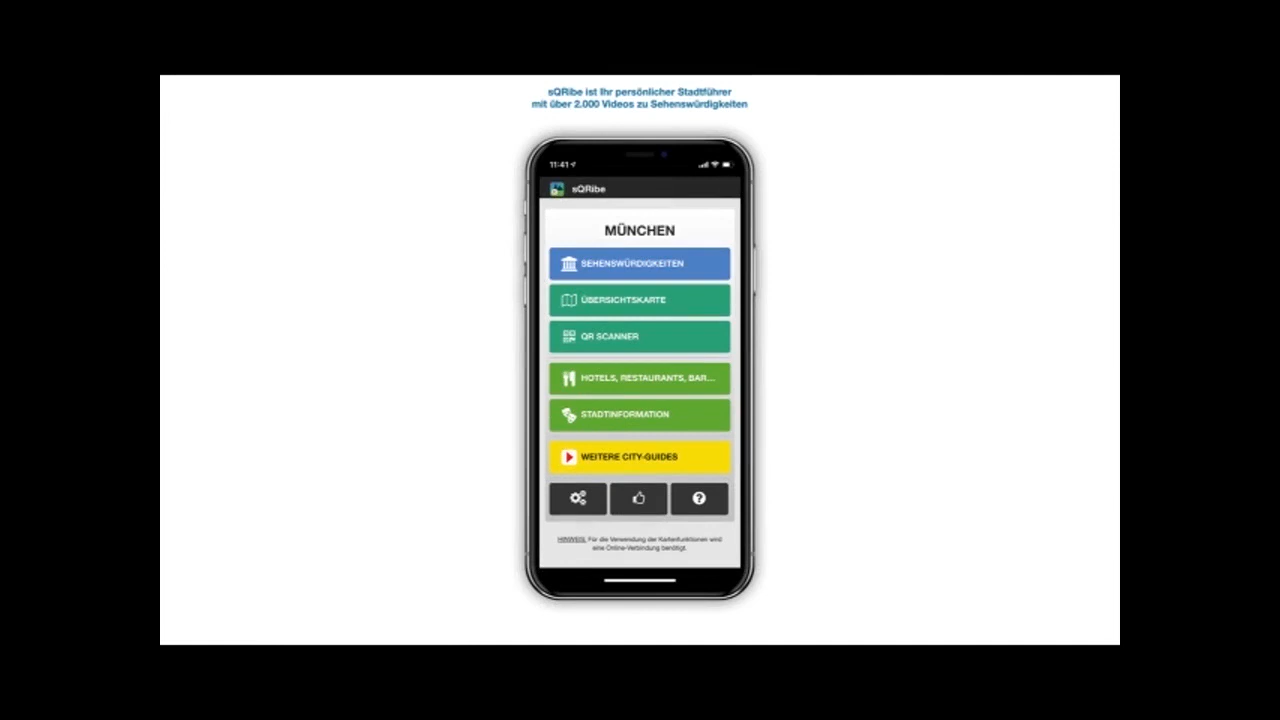 sQRibe ist Ihr persönlicher Stadtführer
mit über 2.000 Videos zu Sehenswürdigkeiten
11:41
sQRibe
MÜNCHEN
SEHENSWÜRDIGKEITEN
ÜBERSICHTSKARTE
QR SCANNER
HOTELS, RESTAURANTS, BAR...
STADTINFORMATION
WEITERE CITY-GUIDES
HINWEIS: Für die Verwendung der Kartenfunktionen wird
eine Online-Verbindung benötigt.